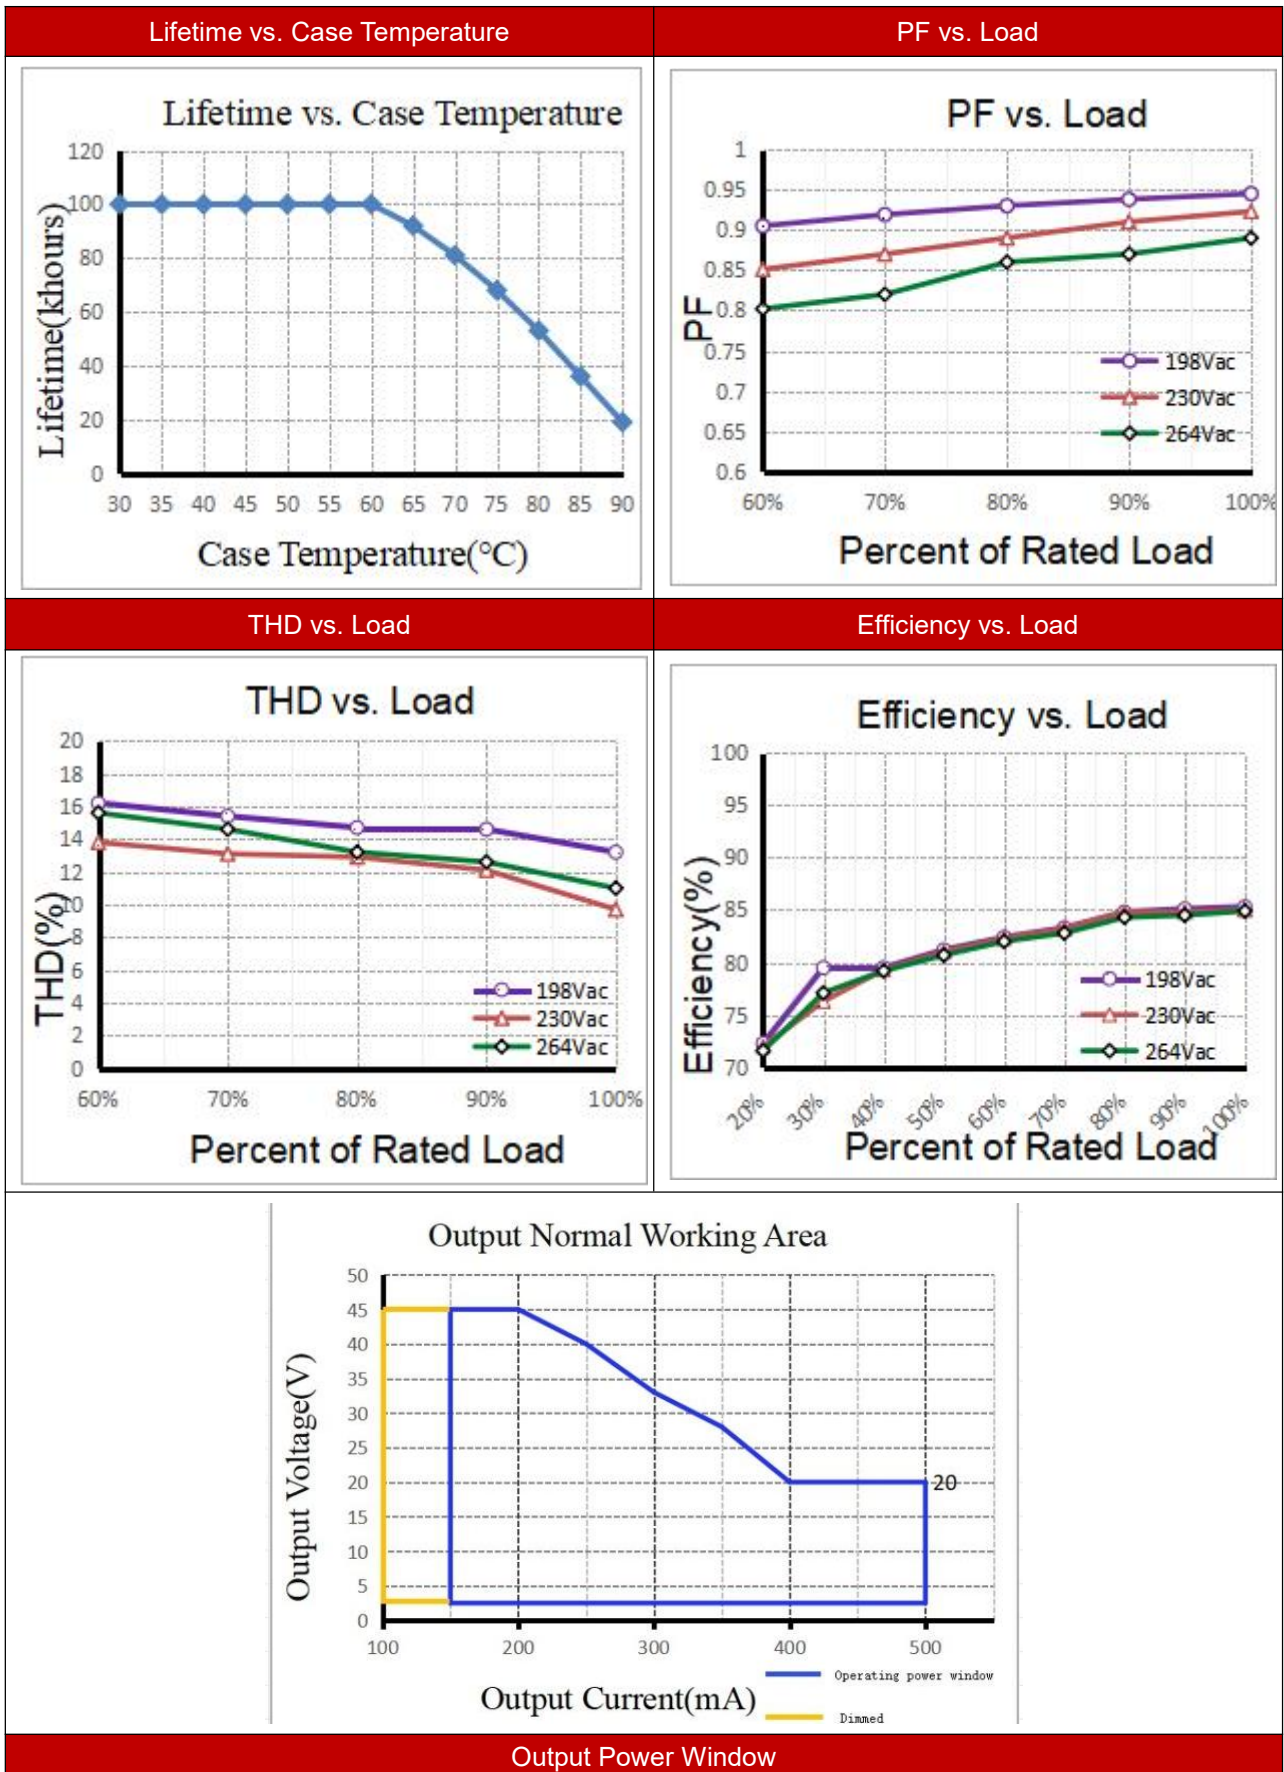 Lifetime vs. Case Temperature
PF vs. Load
Lifetime vs. Case Temperature
120
100
80
60
40
20
0
Lifetime(khours)
30 35 40 45 50 55 60 65 70 75 80 85 90
Case Temperature(°C)
PF vs. Load
1
0.95
0.9
0.85
0.8
0.75
0.7
0.65
0.6
PF
198Vac
230Vac
264Vac
60% 70% 80% 90% 100%
Percent of Rated Load
THD vs. Load
Efficiency vs. Load
THD vs. Load
20
18
16
14
12
10
8
6
4
2
0
THD(%)
198Vac
230Vac
264Vac
60% 70% 80% 90% 100%
Percent of Rated Load
Efficiency vs. Load
100
95
90
85
80
75
70
Efficiency(%)
198Vac
230Vac
264Vac
20% 30% 40% 50% 60% 70% 80% 90% 100%
Percent of Rated Load
Output Normal Working Area
50
45
40
35
30
25
20
15
10
5
0
Output Voltage(V)
20
100 200 300 400 500
Output Current(mA)
Operating power window
Dimmed
Output Power Window